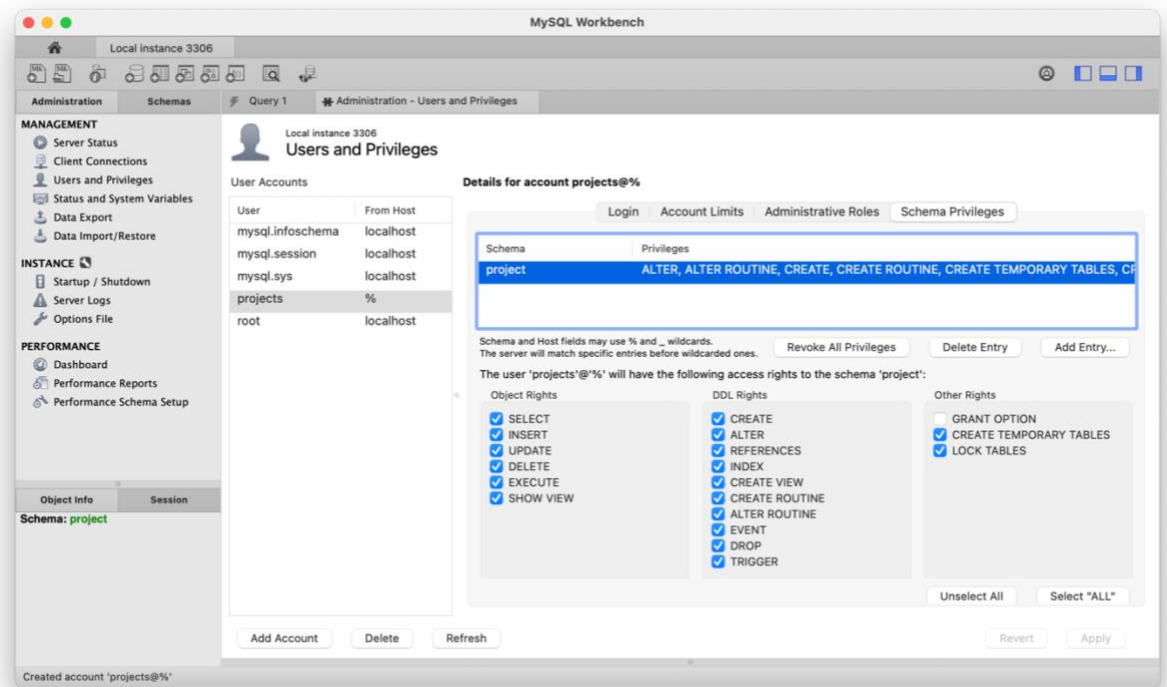 MySQL Workbench
Local instance 3306
Administration
Schemas
Query 1
Administration - Users and Privileges
MANAGEMENT
Server Status
Client Connections
Users and Privileges
Status and System Variables
Data Export
Data Import/Restore
INSTANCE
Startup / Shutdown
Server Logs
Options File
PERFORMANCE
Dashboard
Performance Reports
Performance Schema Setup
Object Info
Session
Schema: project
Local instance 3306
Users and Privileges
User Accounts
User From Host
mysql.infoschema localhost
mysql.session localhost
mysql.sys localhost
projects %
root localhost
Add Account
Delete
Refresh
Details for account projects@%
Login
Account Limits
Administrative Roles
Schema Privileges
Schema Privileges
project ALTER, ALTER ROUTINE, CREATE, CREATE ROUTINE, CREATE TEMPORARY TABLES,
Schema and Host fields may use % and _ wildcards.
The server will match specific entries before wildcarded ones.
Revoke All Privileges
Delete Entry
Add Entry...
The user 'projects'@'%' will have the following access rights to the schema 'project':
Object Rights
SELECT
INSERT
UPDATE
DELETE
EXECUTE
SHOW VIEW
DDL Rights
CREATE
ALTER
REFERENCES
INDEX
CREATE VIEW
CREATE ROUTINE
ALTER ROUTINE
EVENT
DROP
TRIGGER
Other Rights
GRANT OPTION
CREATE TEMPORARY TABLES
LOCK TABLES
Unselect All
Select "ALL"
Revert
Apply
Created account 'projects@%'